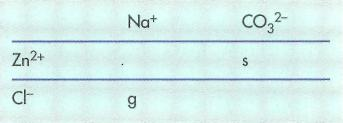 Na⁺ CO₃²⁻
Zn²⁺ . s
Cl⁻ g